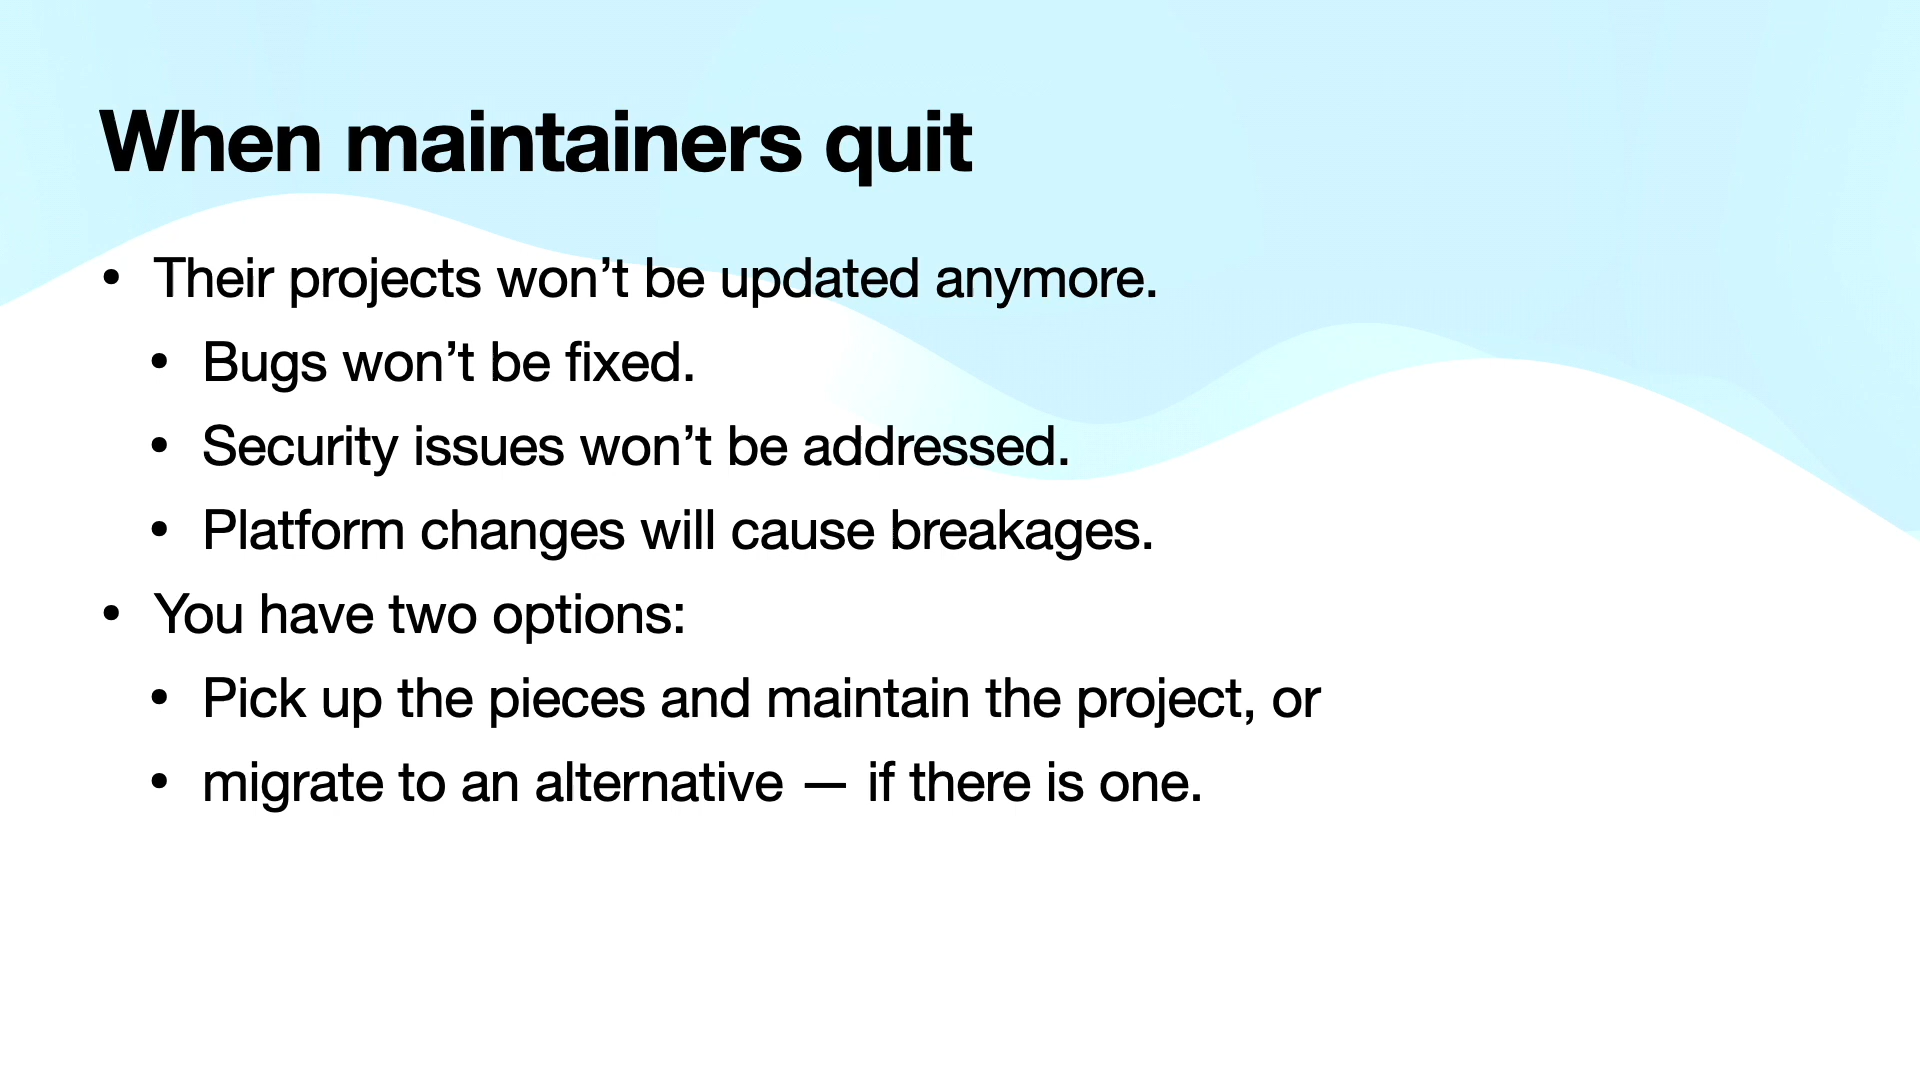 When maintainers quit
• Their projects won’t be updated anymore.
• Bugs won’t be fixed.
• Security issues won’t be addressed.
• Platform changes will cause breakages.
• You have two options:
• Pick up the pieces and maintain the project, or
• migrate to an alternative — if there is one.